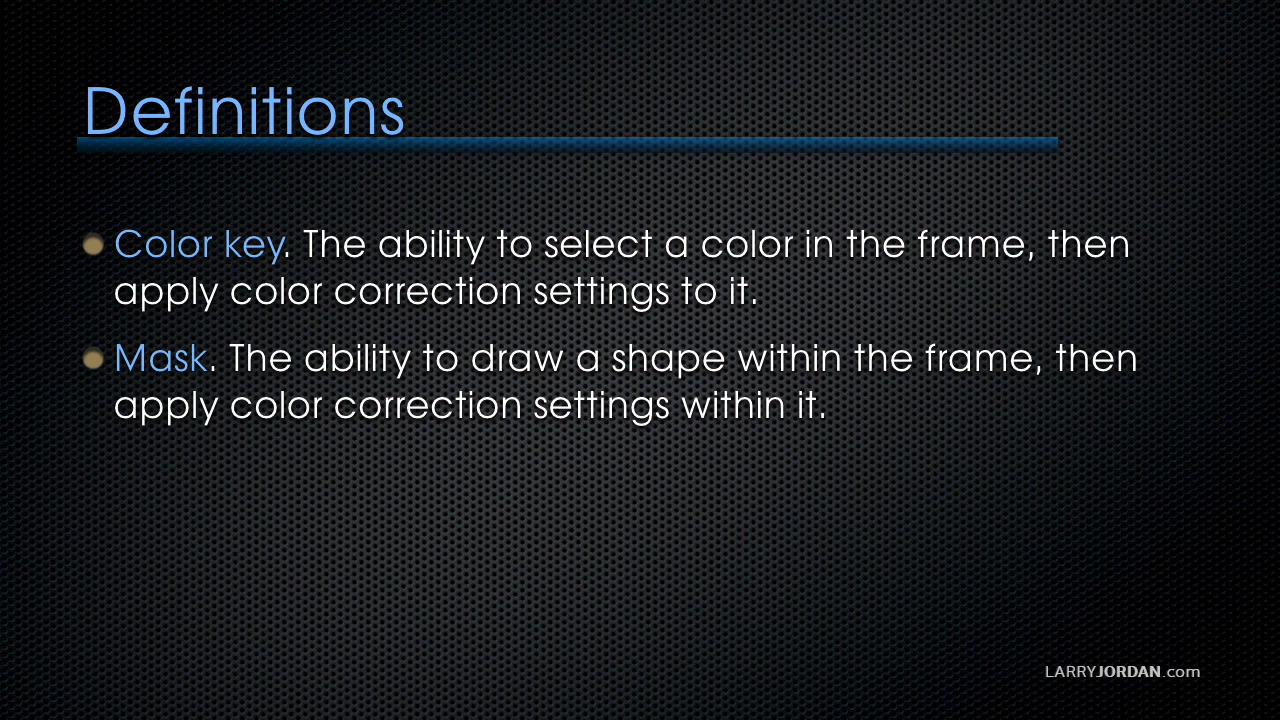 Definitions
Color key. The ability to select a color in the frame, then
apply color correction settings to it.
Mask. The ability to draw a shape within the frame, then
apply color correction settings within it.
LARRYJORDAN.com